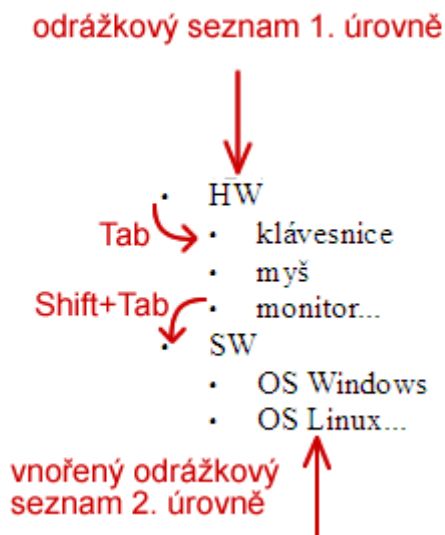 odrážkový seznam 1. úrovně
• HW
Tab
• klávesnice
• myš
Shift+Tab
• monitor...
• SW
• OS Windows
• OS Linux...
vnořený odrážkový
seznam 2. úrovně